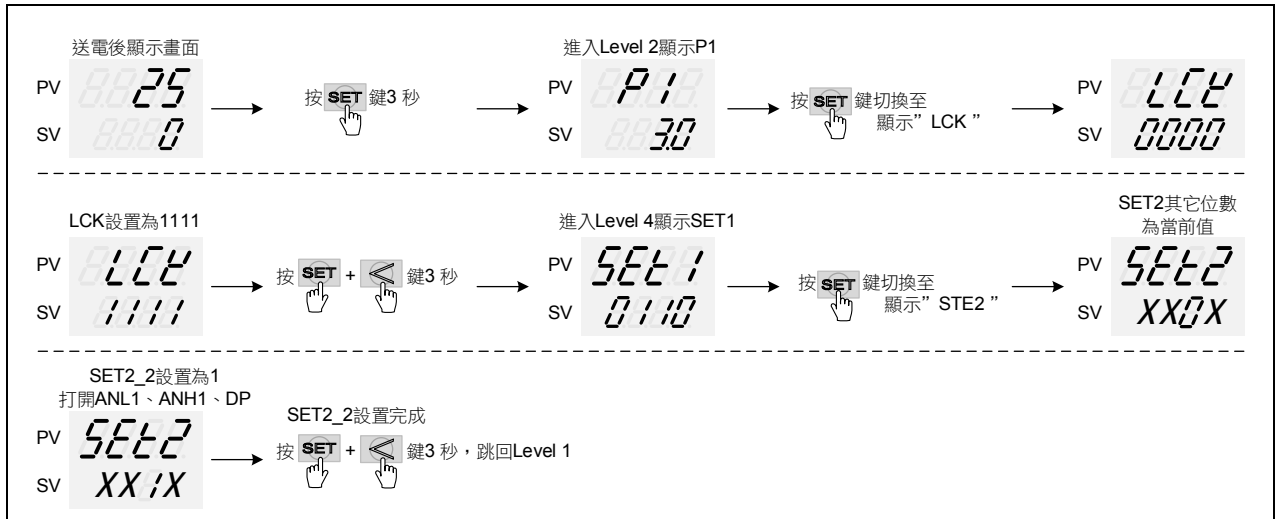 送電後顯示畫面
PV 25
SV 0
按 SET 鍵3 秒
進入Level 2顯示P1
PV P1
SV 3.0
按 SET 鍵切換至
顯示” LCK ”
PV LCK
SV 0000
LCK設置為1111
PV LCK
SV 1111
按 SET + < 鍵3 秒
進入Level 4顯示SET1
PV SEt1
SV 0110
按 SET 鍵切換至
顯示” STE2 ”
SET2其它位數
為當前值
PV SEt2
SV XX0X
SET2_2設置為1
打開ANL1、ANH1、DP
PV SEt2
SV XX1X
SET2_2設置完成
按 SET + < 鍵3 秒，跳回Level 1